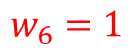 w₆ = 1